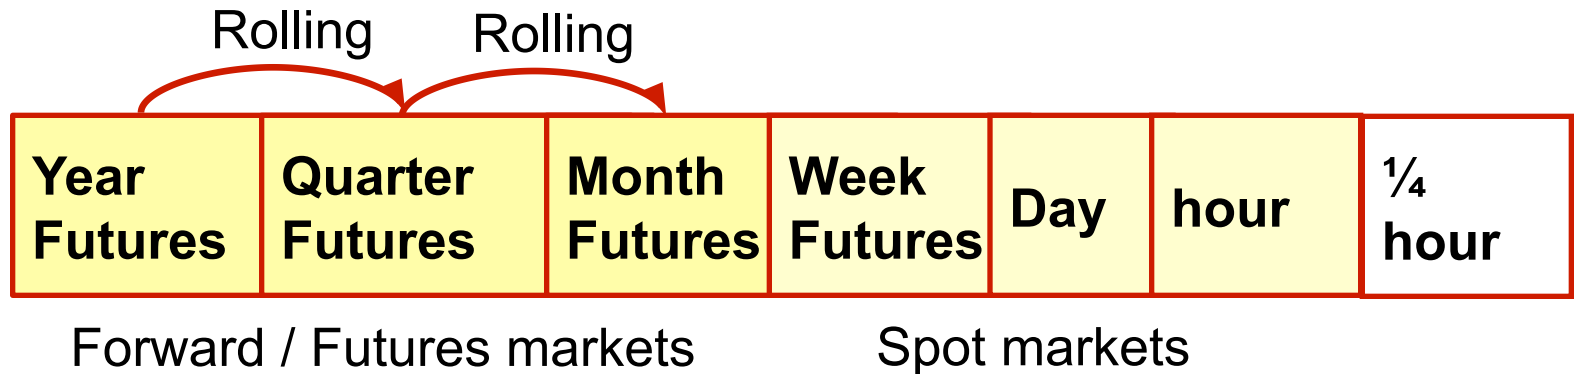 Rolling
Rolling
Year
Futures
Quarter
Futures
Month
Futures
Week
Futures
Day
hour
¼
hour
Forward / Futures markets
Spot markets